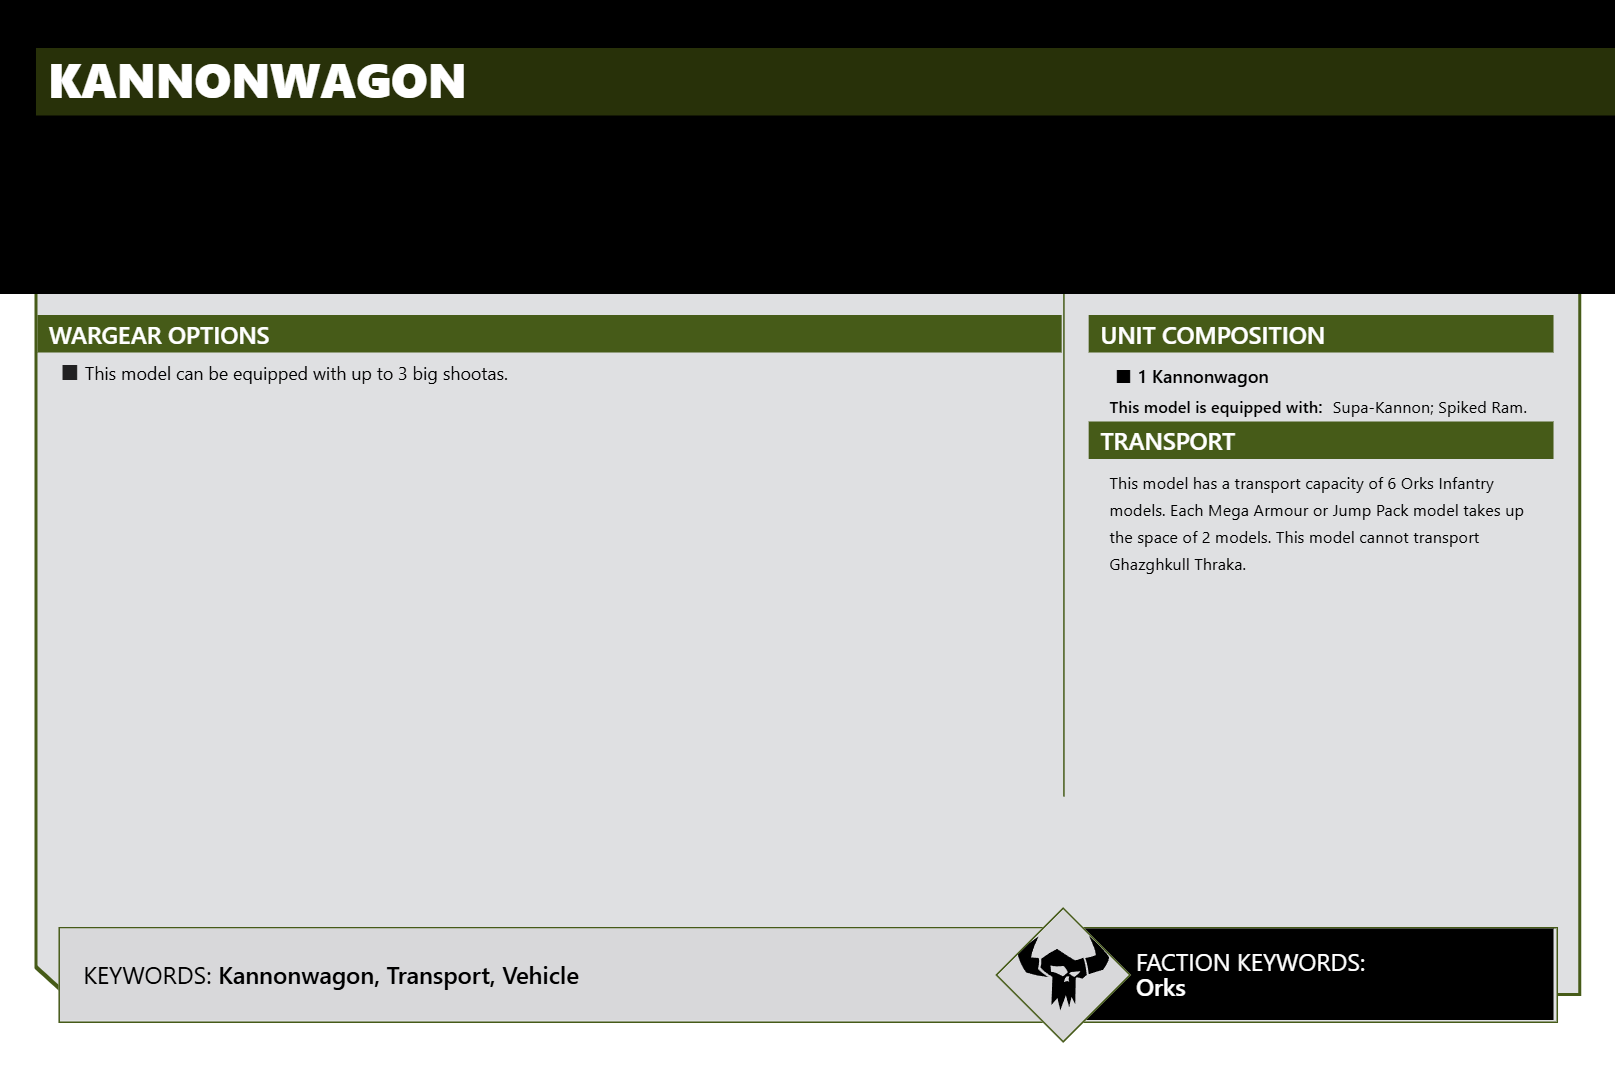 KANNONWAGON
WARGEAR OPTIONS
■ This model can be equipped with up to 3 big shootas.
UNIT COMPOSITION
■ 1 Kannonwagon
This model is equipped with: Supa-Kannon; Spiked Ram.
TRANSPORT
This model has a transport capacity of 6 Orks Infantry
models. Each Mega Armour or Jump Pack model takes up
the space of 2 models. This model cannot transport
Ghazghkull Thraka.
KEYWORDS: Kannonwagon, Transport, Vehicle
FACTION KEYWORDS:
Orks